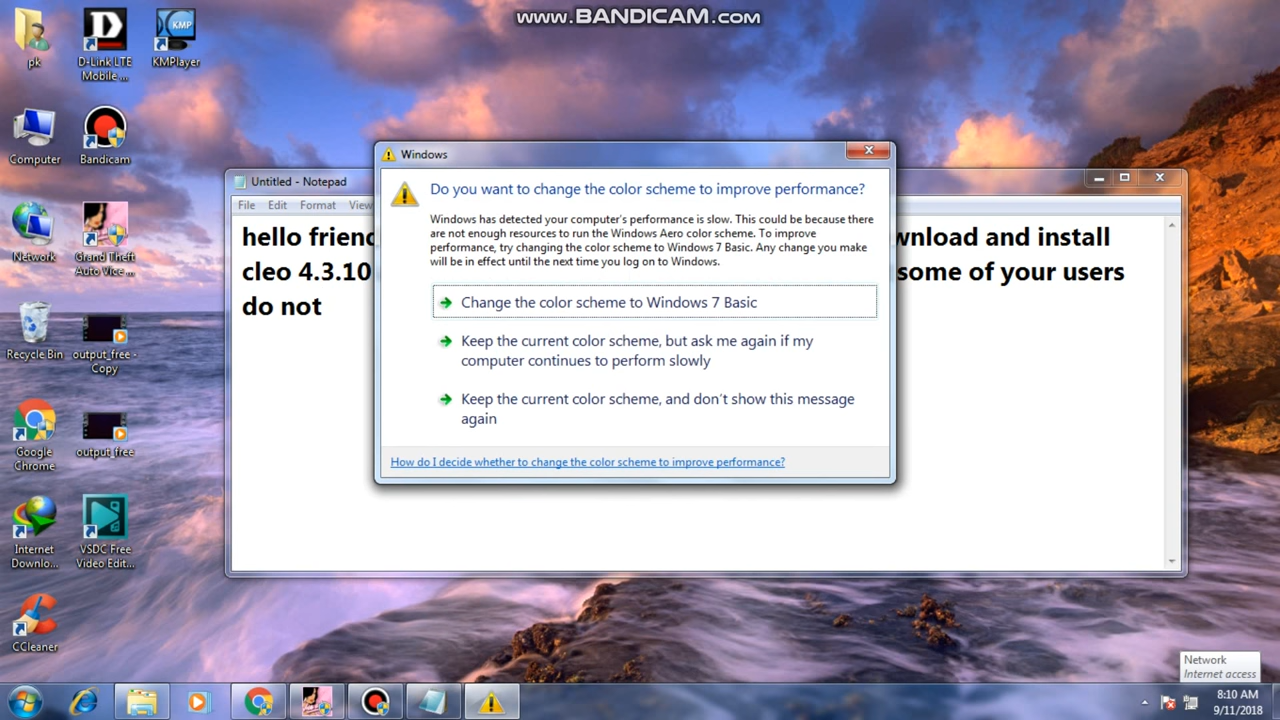 www.BANDICAM.com
pk
D-Link LTE
Mobile ...
KMP
KMPlayer
Computer
Bandicam
Network
Grand Theft
Auto Vice ...
Recycle Bin
output_free -
Copy
Google
Chrome
output_free
Internet
Downlo...
VSDC Free
Video Edit...
CCleaner
Untitled - Notepad
File Edit Format View
hello friend
wnload and install
cleo 4.3.10
some of your users
do not
Windows
Do you want to change the color scheme to improve performance?
Windows has detected your computer's performance is slow. This could be because there
are not enough resources to run the Windows Aero color scheme. To improve
performance, try changing the color scheme to Windows 7 Basic. Any change you make
will be in effect until the next time you log on to Windows.
Change the color scheme to Windows 7 Basic
Keep the current color scheme, but ask me again if my
computer continues to perform slowly
Keep the current color scheme, and don't show this message
again
How do I decide whether to change the color scheme to improve performance?
Network
Internet access
8:10 AM
9/11/2018